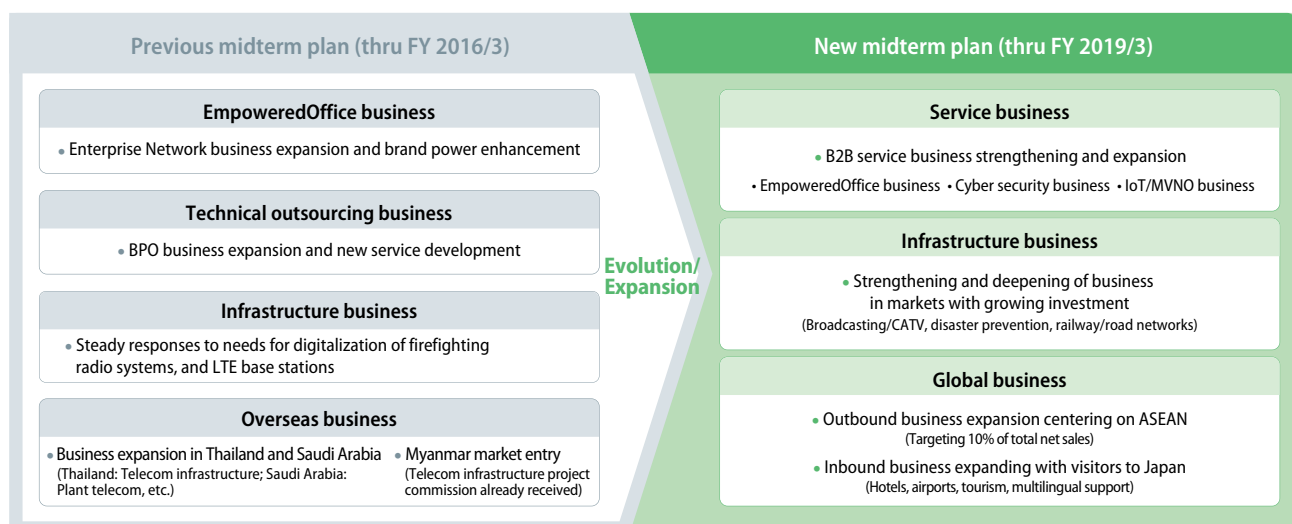 Previous midterm plan (thru FY 2016/3)
EmpoweredOffice business
• Enterprise Network business expansion and brand power enhancement
Technical outsourcing business
• BPO business expansion and new service development
Infrastructure business
• Steady responses to needs for digitalization of firefighting
radio systems, and LTE base stations
Overseas business
• Business expansion in Thailand and Saudi Arabia
(Thailand: Telecom infrastructure; Saudi Arabia:
Plant telecom, etc.)
• Myanmar market entry
(Telecom infrastructure project
commission already received)
Evolution/
Expansion
New midterm plan (thru FY 2019/3)
Service business
• B2B service business strengthening and expansion
• EmpoweredOffice business • Cyber security business • IoT/MVNO business
Infrastructure business
• Strengthening and deepening of business
in markets with growing investment
(Broadcasting/CATV, disaster prevention, railway/road networks)
Global business
• Outbound business expansion centering on ASEAN
(Targeting 10% of total net sales)
• Inbound business expanding with visitors to Japan
(Hotels, airports, tourism, multilingual support)